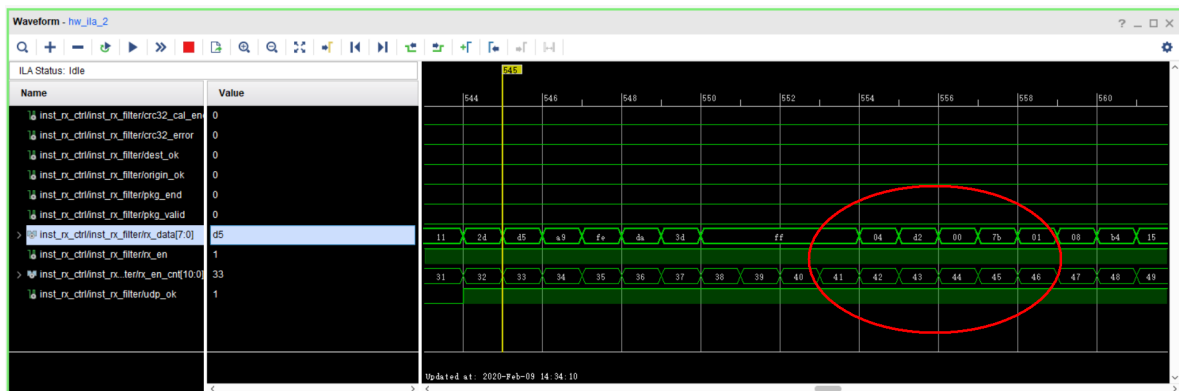 Waveform - hw_ila_2
? _ □ ×
ILA Status: Idle
Name Value
inst_rx_ctrl/inst_rx_filter/crc32_cal_en 0
inst_rx_ctrl/inst_rx_filter/crc32_error 0
inst_rx_ctrl/inst_rx_filter/dest_ok 0
inst_rx_ctrl/inst_rx_filter/origin_ok 0
inst_rx_ctrl/inst_rx_filter/pkg_end 0
inst_rx_ctrl/inst_rx_filter/pkg_valid 0
inst_rx_ctrl/inst_rx_filter/rx_data[7:0] d5
inst_rx_ctrl/inst_rx_filter/rx_en 1
inst_rx_ctrl/inst_rx...ter/rx_en_cnt[10:0] 33
inst_rx_ctrl/inst_rx_filter/udp_ok 1
545
544 546 548 550 552 554 556 558 560
11 2d d5 a9 fe da 3d ff 04 d2 00 7b 01 08 b4 15
31 32 33 34 35 36 37 38 39 40 41 42 43 44 45 46 47 48 49
Updated at: 2020-Feb-09 14:34:10